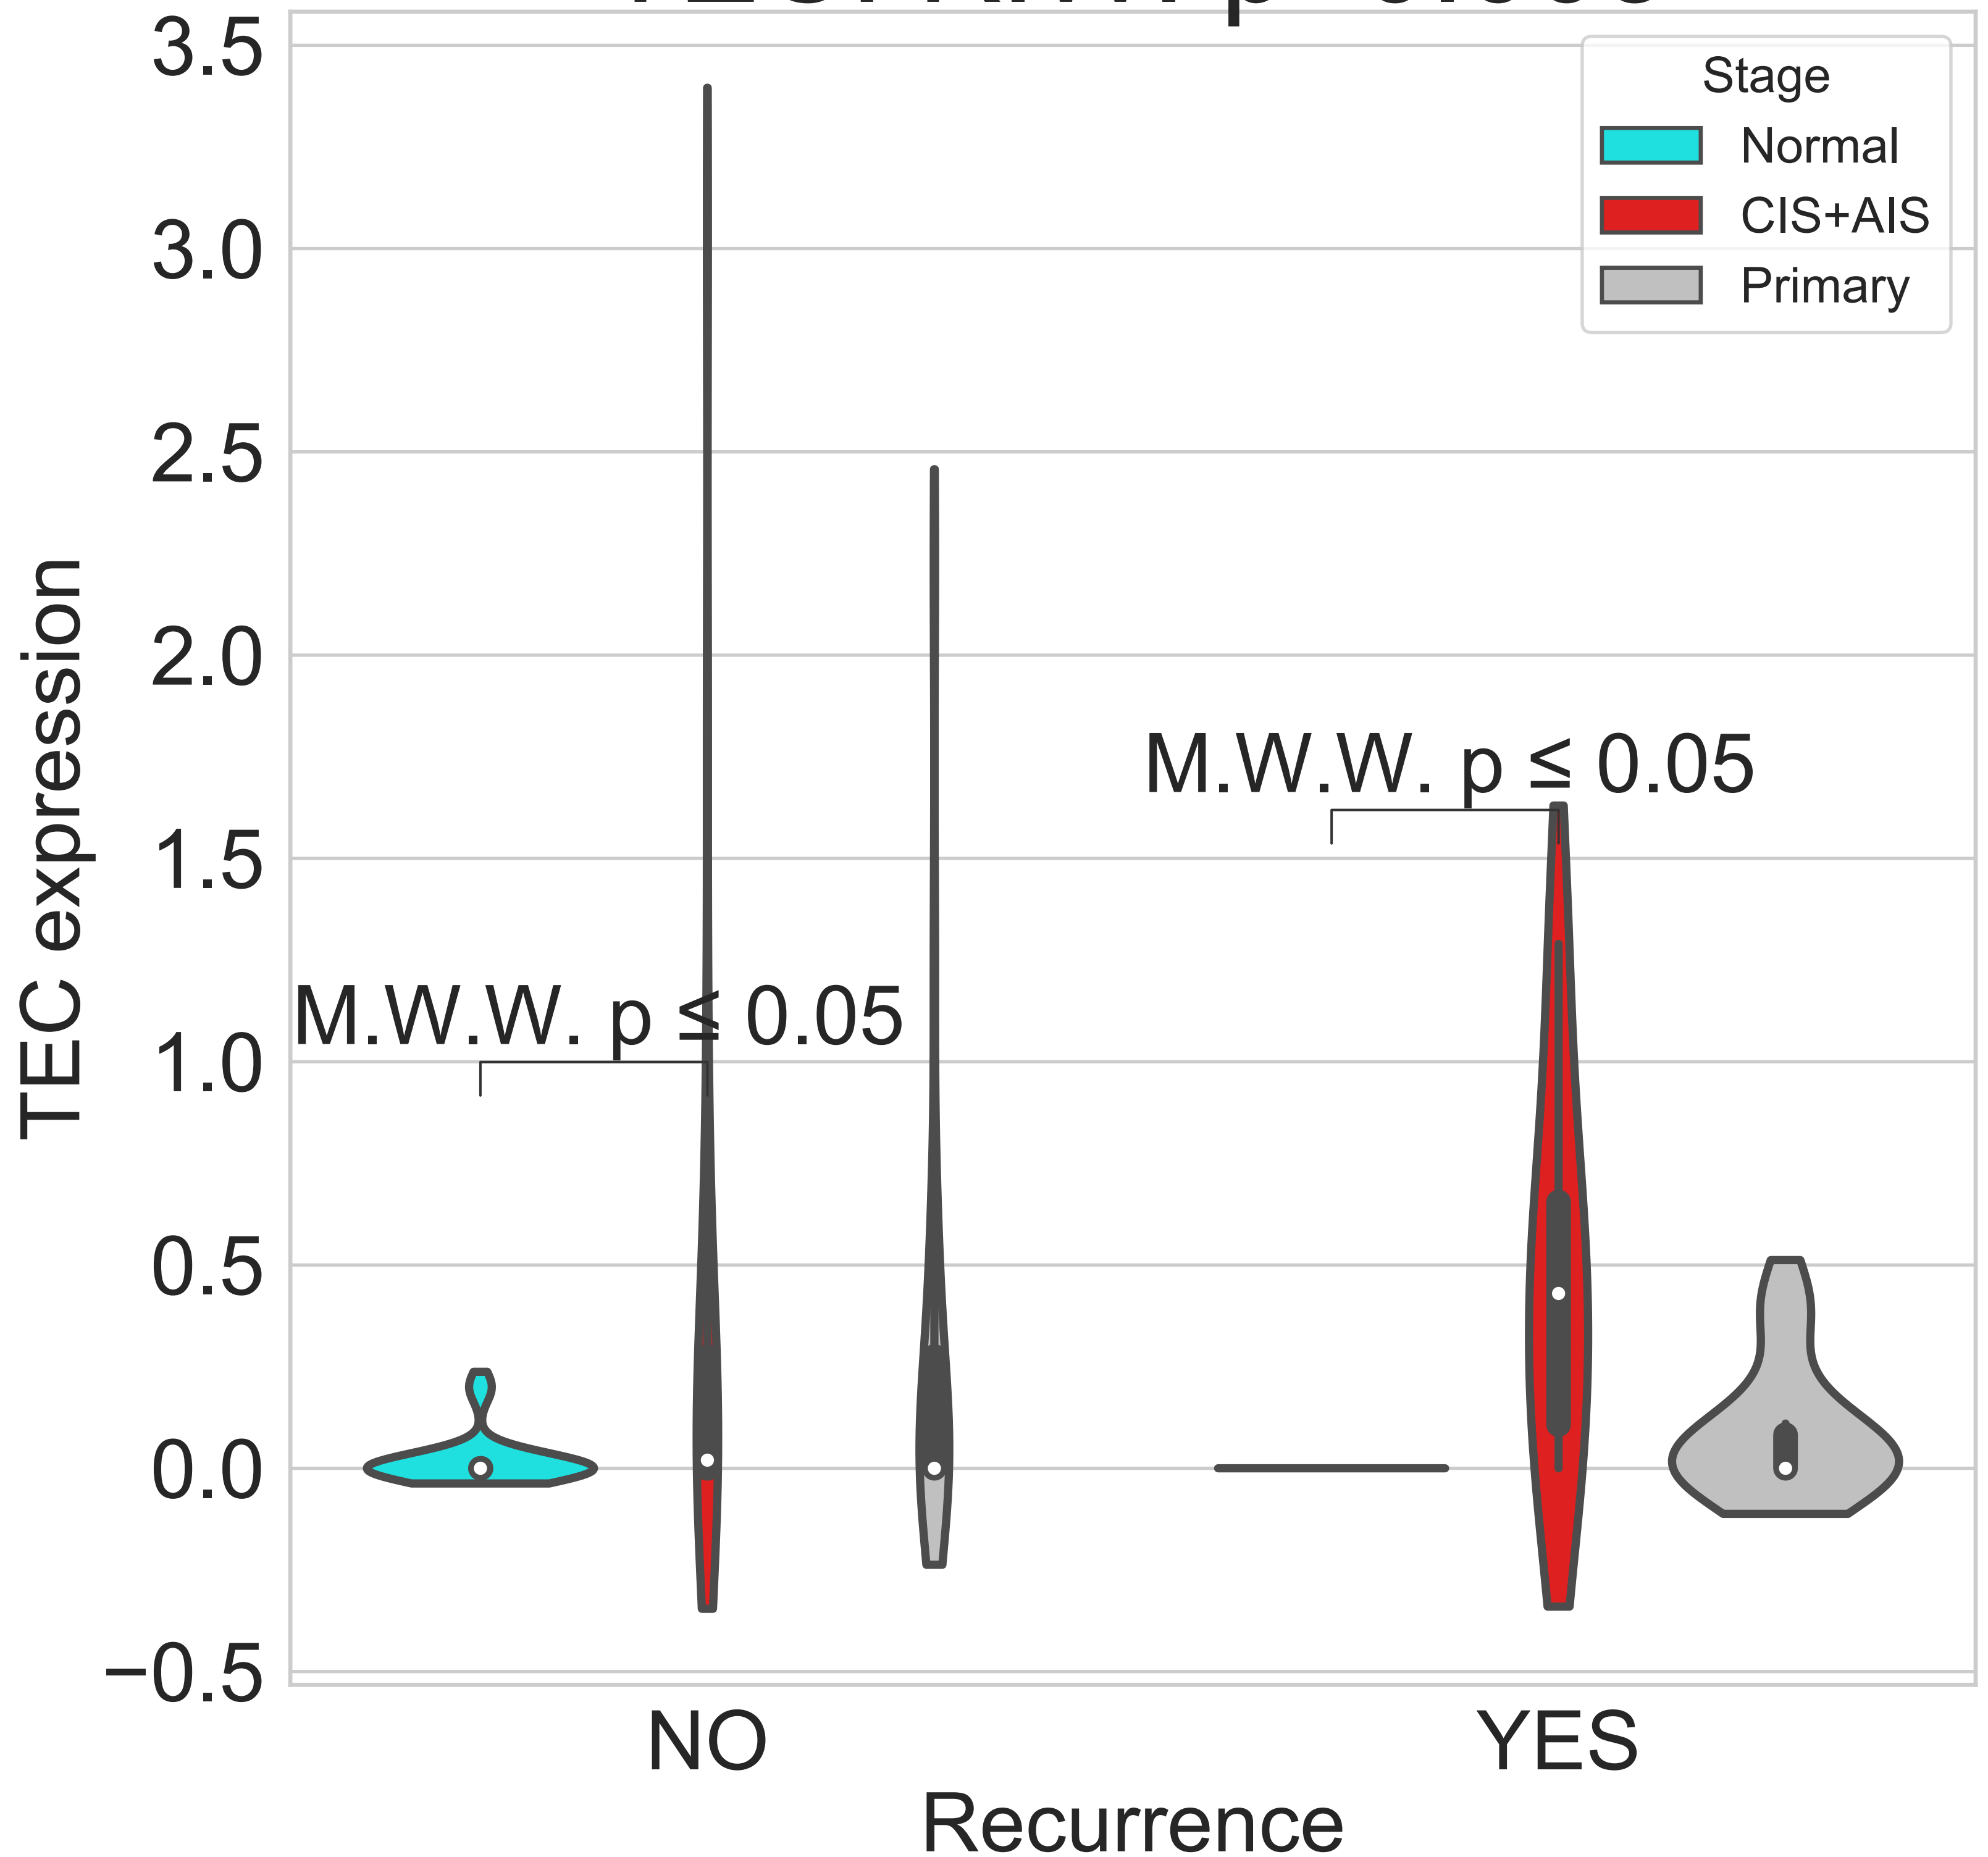 3.5
3.0
2.5
2.0
1.5
1.0
0.5
0.0
−0.5
TEC expression
Stage
Normal
CIS+AIS
Primary
M.W.W. p ≤ 0.05
M.W.W. p ≤ 0.05
NO
YES
Recurrence